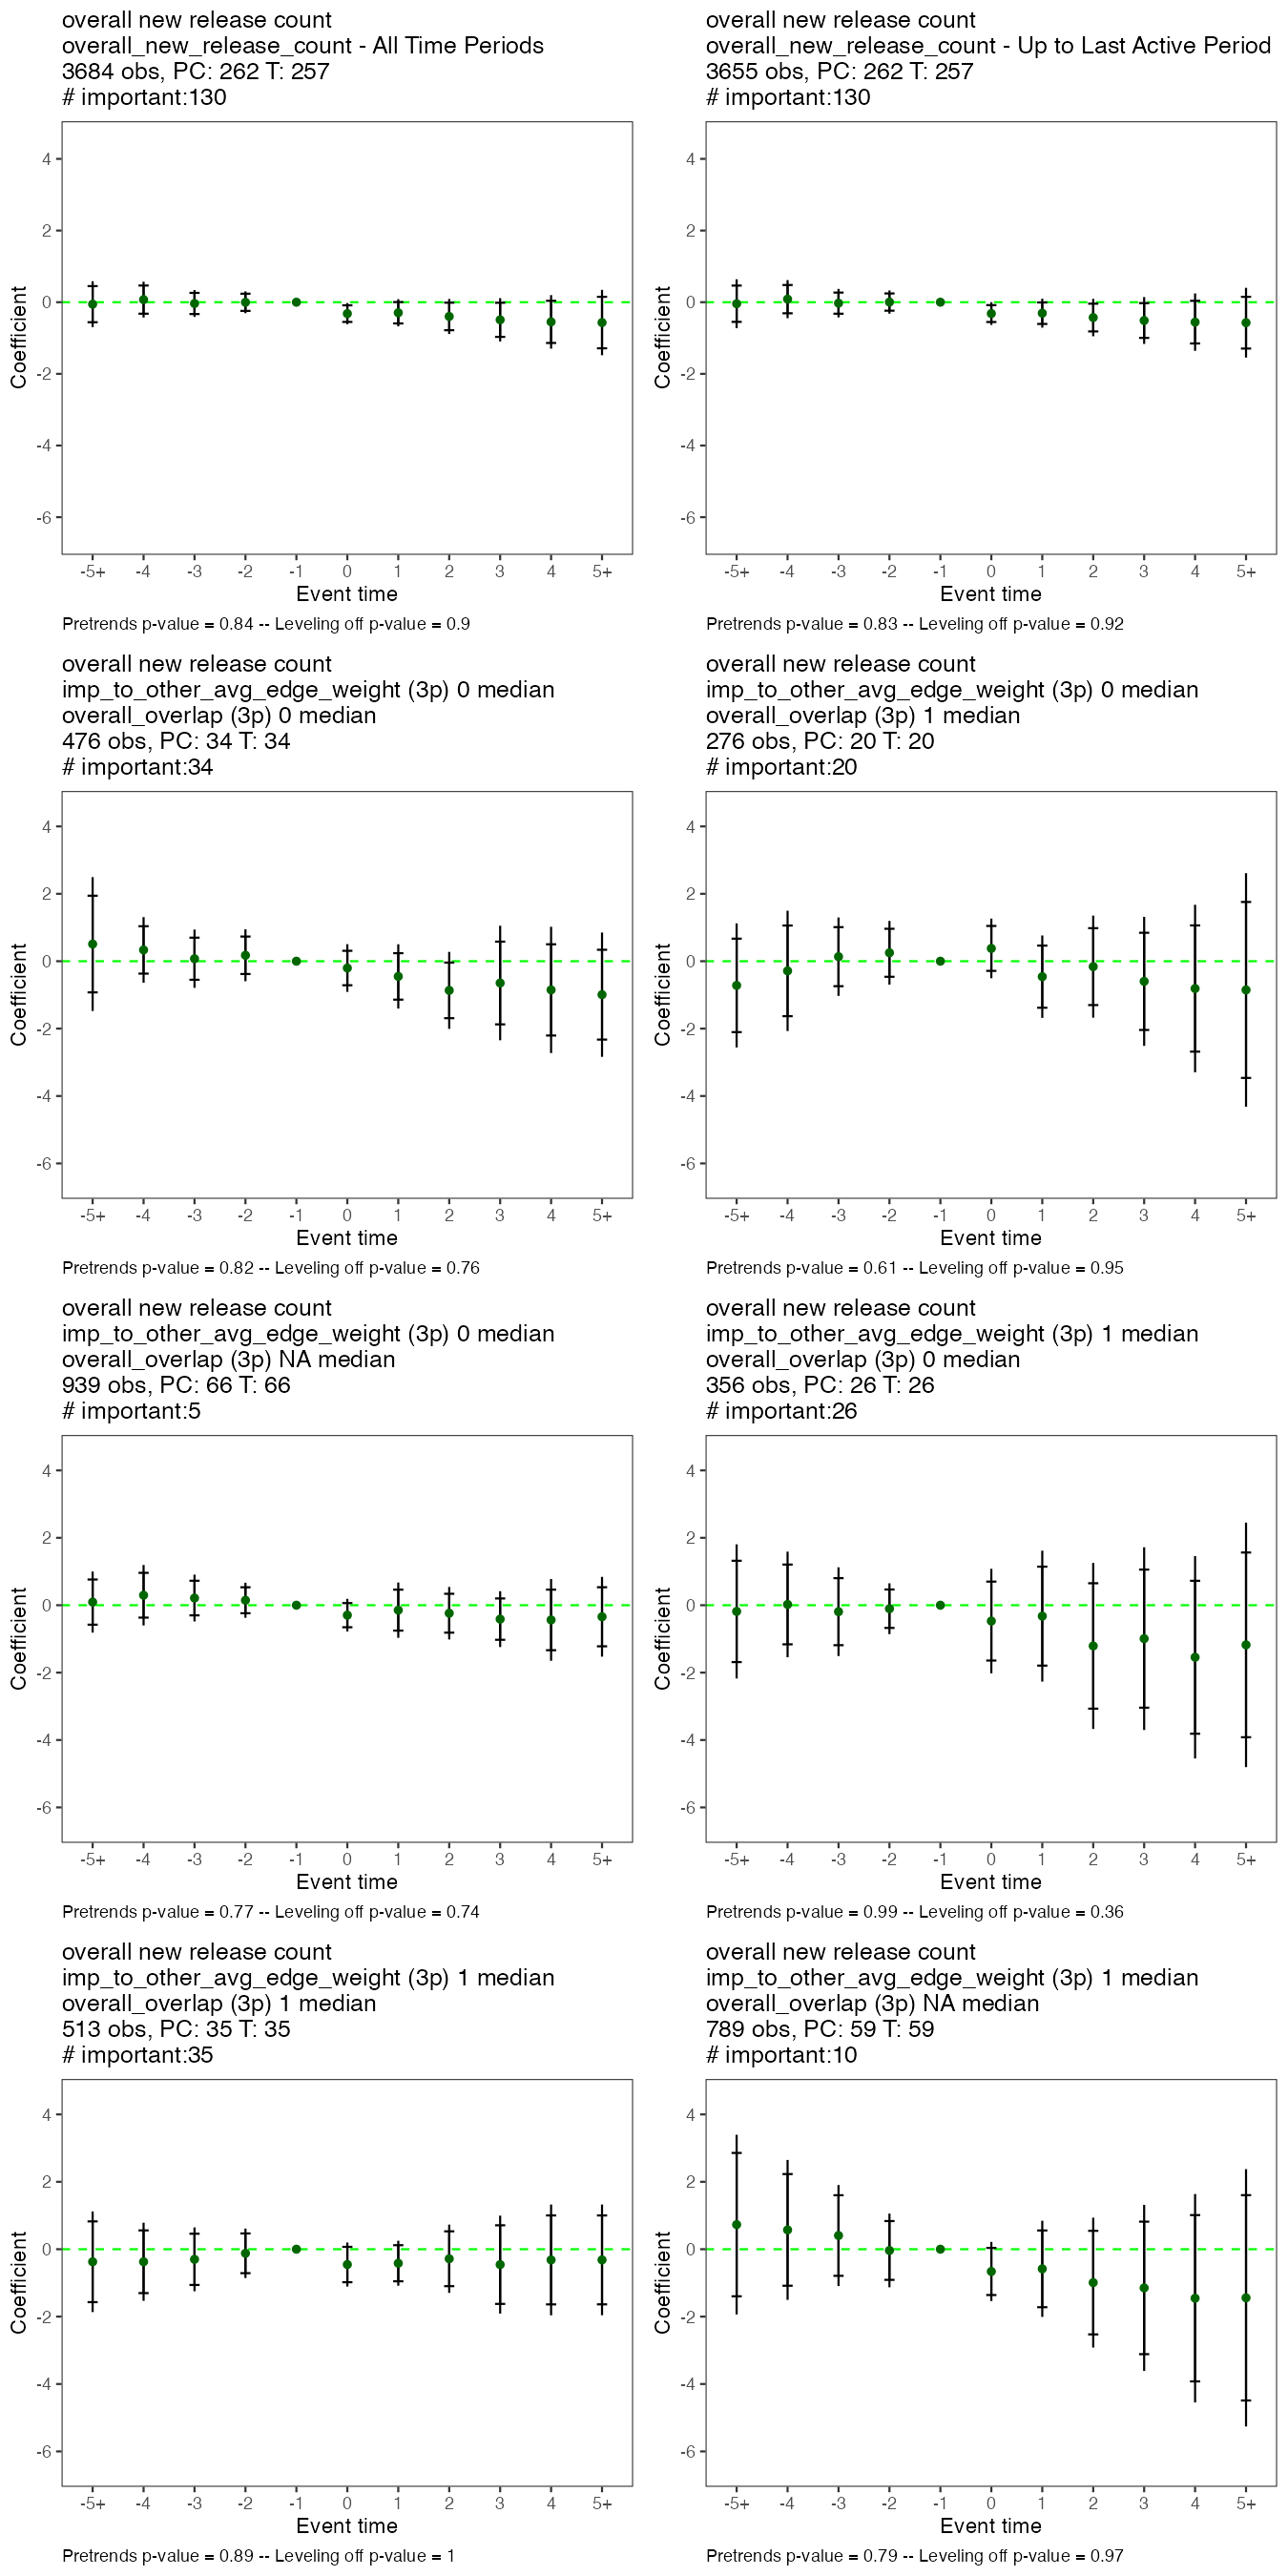 overall new release count
overall_new_release_count - All Time Periods
3684 obs, PC: 262 T: 257
# important:130
4
2
0
-2
-4
-6
Coefficient
-5+ -4 -3 -2 -1 0 1 2 3 4 5+
Event time
Pretrends p-value = 0.84 -- Leveling off p-value = 0.9
overall new release count
overall_new_release_count - Up to Last Active Period
3655 obs, PC: 262 T: 257
# important:130
4
2
0
-2
-4
-6
Coefficient
-5+ -4 -3 -2 -1 0 1 2 3 4 5+
Event time
Pretrends p-value = 0.83 -- Leveling off p-value = 0.92
overall new release count
imp_to_other_avg_edge_weight (3p) 0 median
overall_overlap (3p) 0 median
476 obs, PC: 34 T: 34
# important:34
4
2
0
-2
-4
-6
Coefficient
-5+ -4 -3 -2 -1 0 1 2 3 4 5+
Event time
Pretrends p-value = 0.82 -- Leveling off p-value = 0.76
overall new release count
imp_to_other_avg_edge_weight (3p) 0 median
overall_overlap (3p) 1 median
276 obs, PC: 20 T: 20
# important:20
4
2
0
-2
-4
-6
Coefficient
-5+ -4 -3 -2 -1 0 1 2 3 4 5+
Event time
Pretrends p-value = 0.61 -- Leveling off p-value = 0.95
overall new release count
imp_to_other_avg_edge_weight (3p) 0 median
overall_overlap (3p) NA median
939 obs, PC: 66 T: 66
# important:5
4
2
0
-2
-4
-6
Coefficient
-5+ -4 -3 -2 -1 0 1 2 3 4 5+
Event time
Pretrends p-value = 0.77 -- Leveling off p-value = 0.74
overall new release count
imp_to_other_avg_edge_weight (3p) 1 median
overall_overlap (3p) 0 median
356 obs, PC: 26 T: 26
# important:26
4
2
0
-2
-4
-6
Coefficient
-5+ -4 -3 -2 -1 0 1 2 3 4 5+
Event time
Pretrends p-value = 0.99 -- Leveling off p-value = 0.36
overall new release count
imp_to_other_avg_edge_weight (3p) 1 median
overall_overlap (3p) 1 median
513 obs, PC: 35 T: 35
# important:35
4
2
0
-2
-4
-6
Coefficient
-5+ -4 -3 -2 -1 0 1 2 3 4 5+
Event time
Pretrends p-value = 0.89 -- Leveling off p-value = 1
overall new release count
imp_to_other_avg_edge_weight (3p) 1 median
overall_overlap (3p) NA median
789 obs, PC: 59 T: 59
# important:10
4
2
0
-2
-4
-6
Coefficient
-5+ -4 -3 -2 -1 0 1 2 3 4 5+
Event time
Pretrends p-value = 0.79 -- Leveling off p-value = 0.97